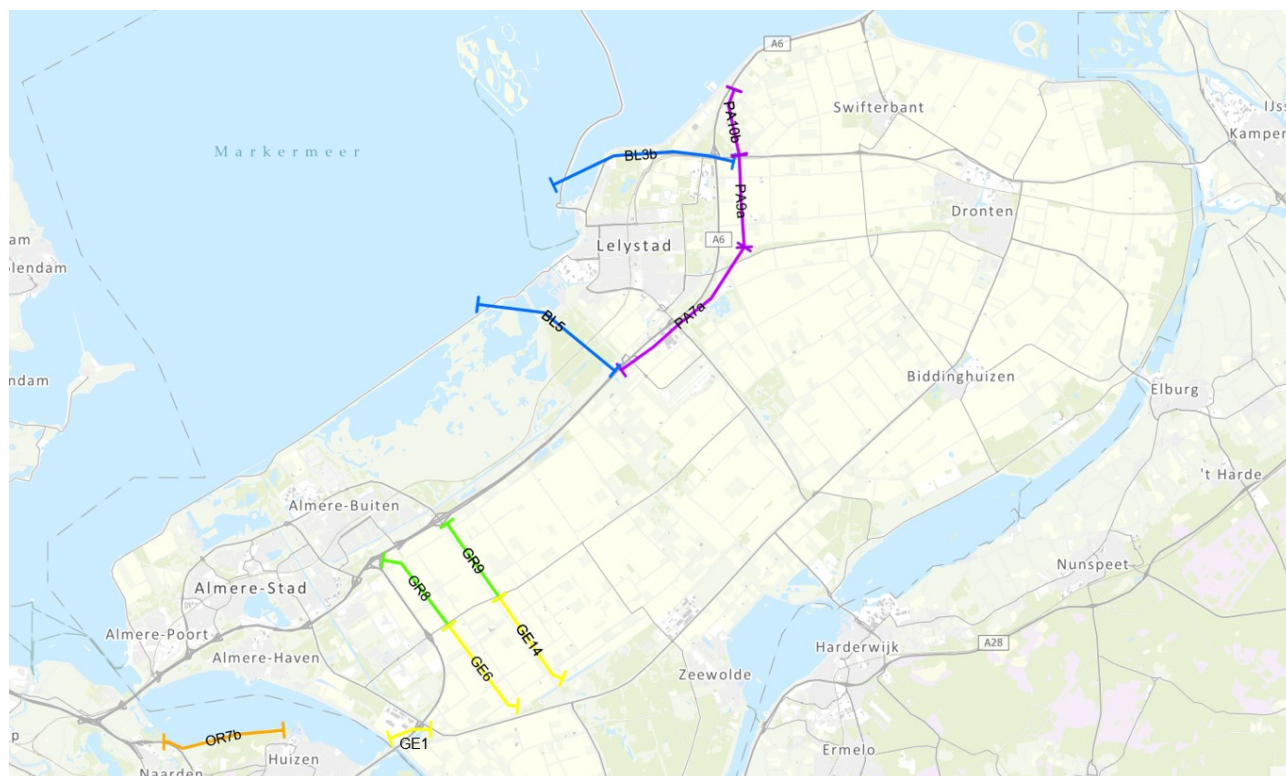 A6
Swifterbant
IJss
Kampen
PA10b
Markermeer
BL3b
PA9a
Dronten
am
Lelystad
A6
olendam
BL5
PA7a
ndam
Biddinghuizen
Elburg
't Harde
Almere-Buiten
GR9
Nunspeet
GR8
Almere-Stad
Almere-Poort
A28
Harderwijk
Almere-Haven
GE14
GE6
Zeewolde
OR7b
GE1
p
Huizen
Ermelo
Naarden